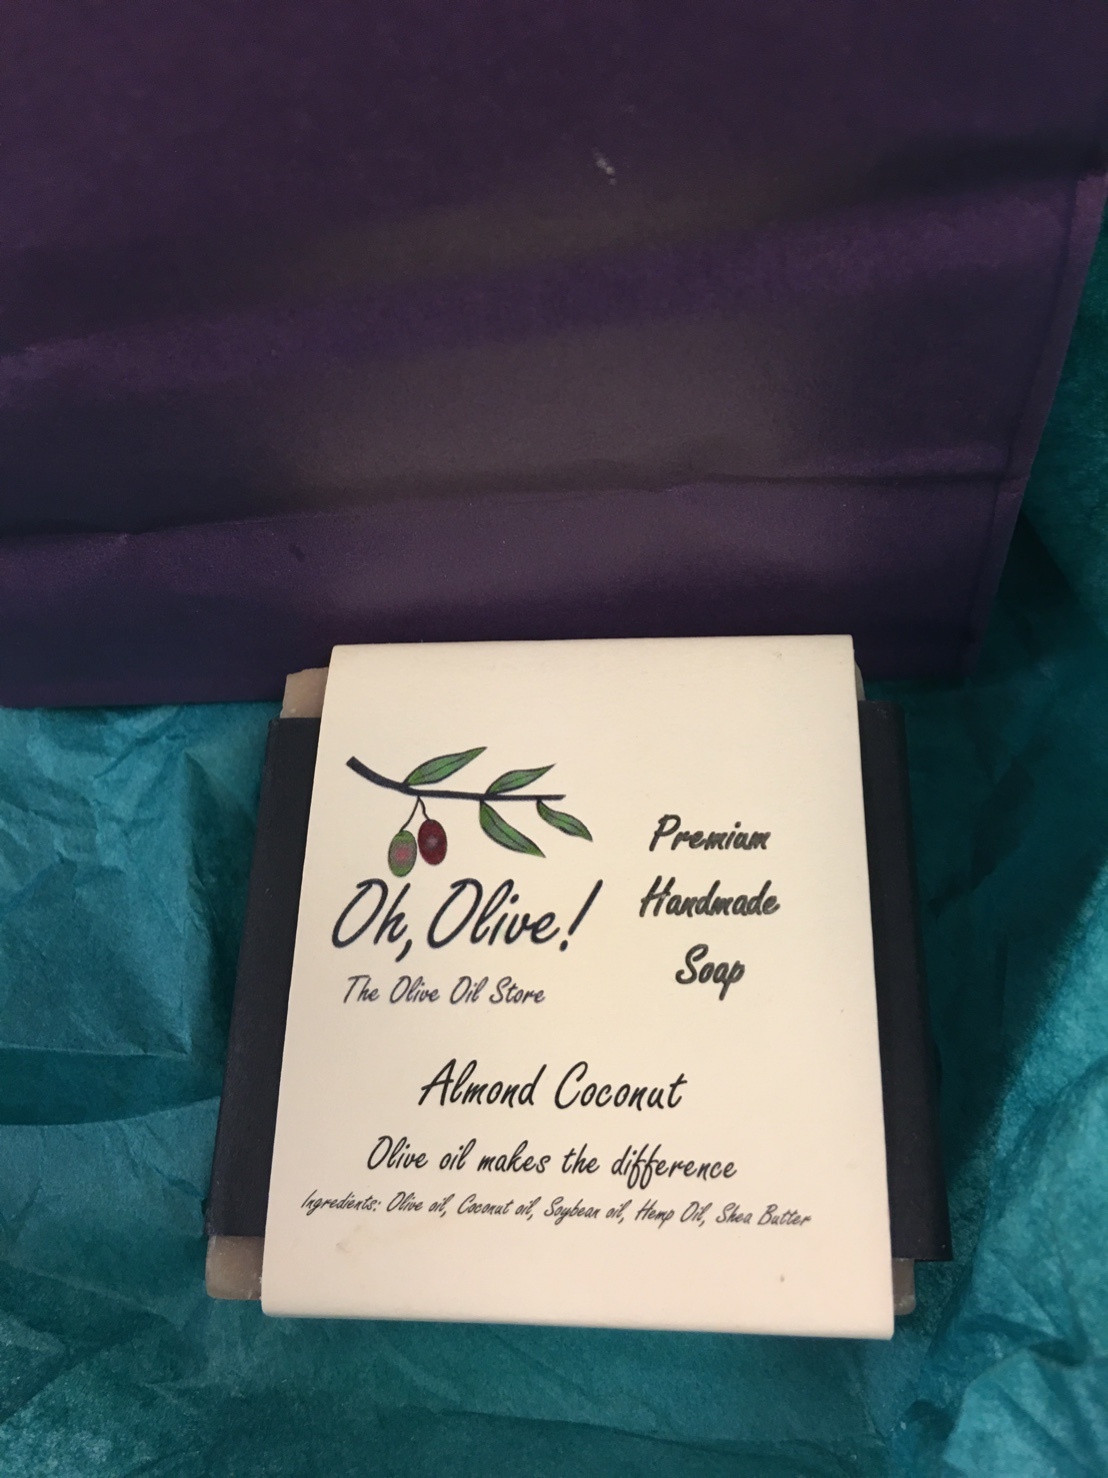 Oh, Olive!
The Olive Oil Store
Premium
Handmade
Soap
Almond Coconut
Olive oil makes the difference
Ingredients: Olive oil, Coconut oil, Soybean oil, Hemp Oil, Shea Butter